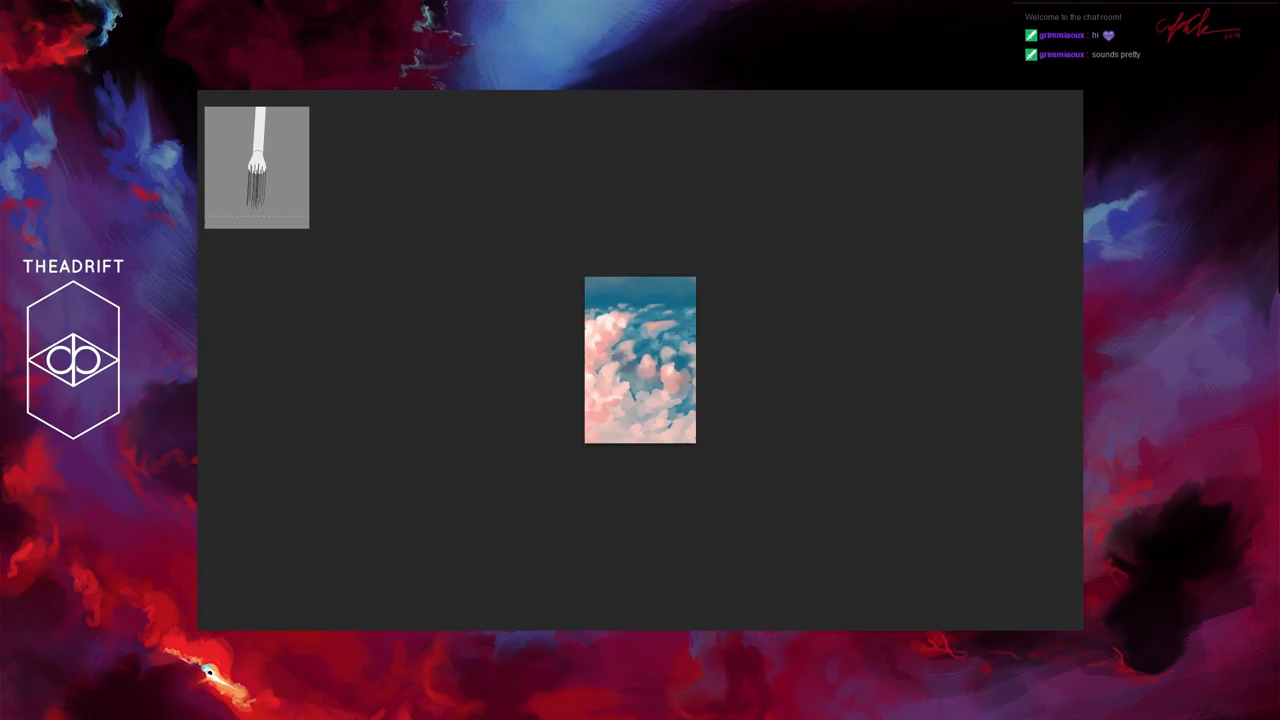 Welcome to the chat room!
grimmiaoux : hi 💜
grimmiaoux : sounds pretty
THEADRIFT